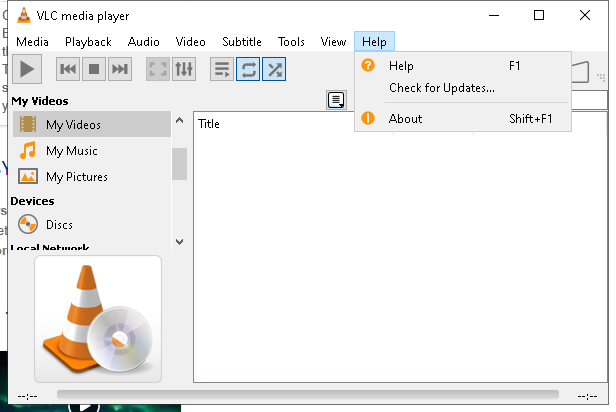 VLC media player
Media Playback Audio Video Subtitle Tools View Help
Help F1
Check for Updates...
About Shift+F1
My Videos
My Videos
My Music
My Pictures
Devices
Discs
Local Network
Title
--:-- --:--